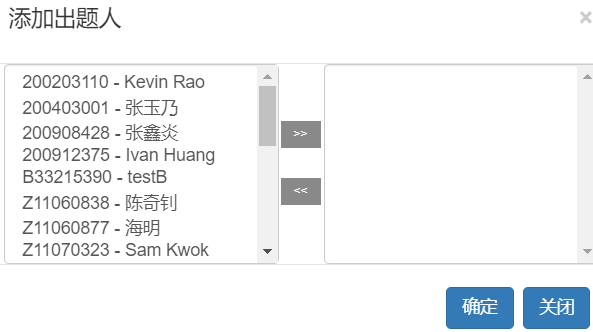 添加出题人
×
200203110 - Kevin Rao
200403001 - 张玉乃
200908428 - 张鑫炎
200912375 - Ivan Huang
B33215390 - testB
Z11060838 - 陈奇钊
Z11060877 - 海明
Z11070323 - Sam Kwok
>>
<<
确定
关闭